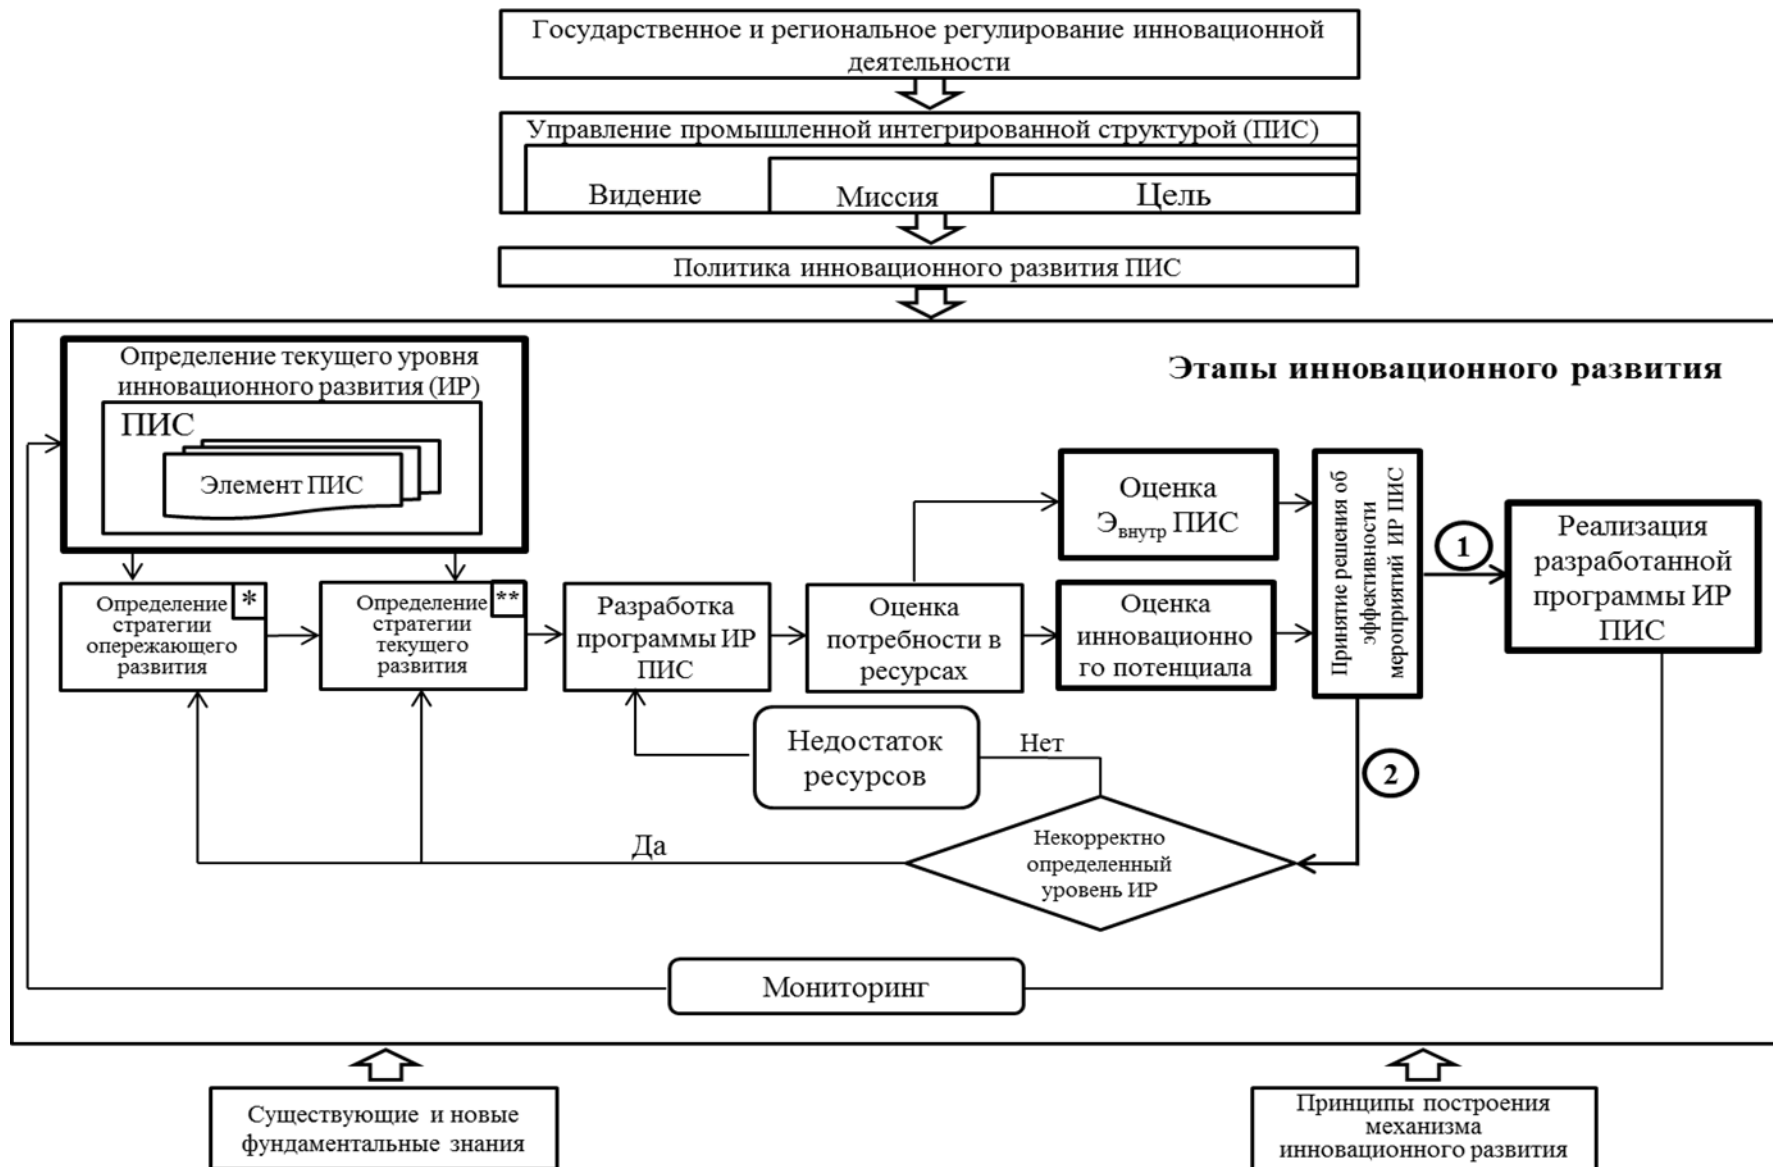 Государственное и региональное регулирование инновационной
деятельности
Управление промышленной интегрированной структурой (ПИС)
Видение
Миссия
Цель
Политика инновационного развития ПИС
Этапы инновационного развития
Определение текущего уровня
инновационного развития (ИР)
ПИС
Элемент ПИС
Определение
стратегии
опережающего
развития
*
Определение
стратегии
текущего
развития
**
Разработка
программы ИР
ПИС
Оценка
потребности в
ресурсах
Оценка
Эвнутр ПИС
Оценка
инновационно
го потенциала
Принятие решения об
эффективности
мероприятий ИР ПИС
1
Реализация
разработанной
программы ИР
ПИС
2
Недостаток
ресурсов
Нет
Да
Некорректно
определенный
уровень ИР
Мониторинг
Существующие и новые
фундаментальные знания
Принципы построения
механизма
инновационного развития